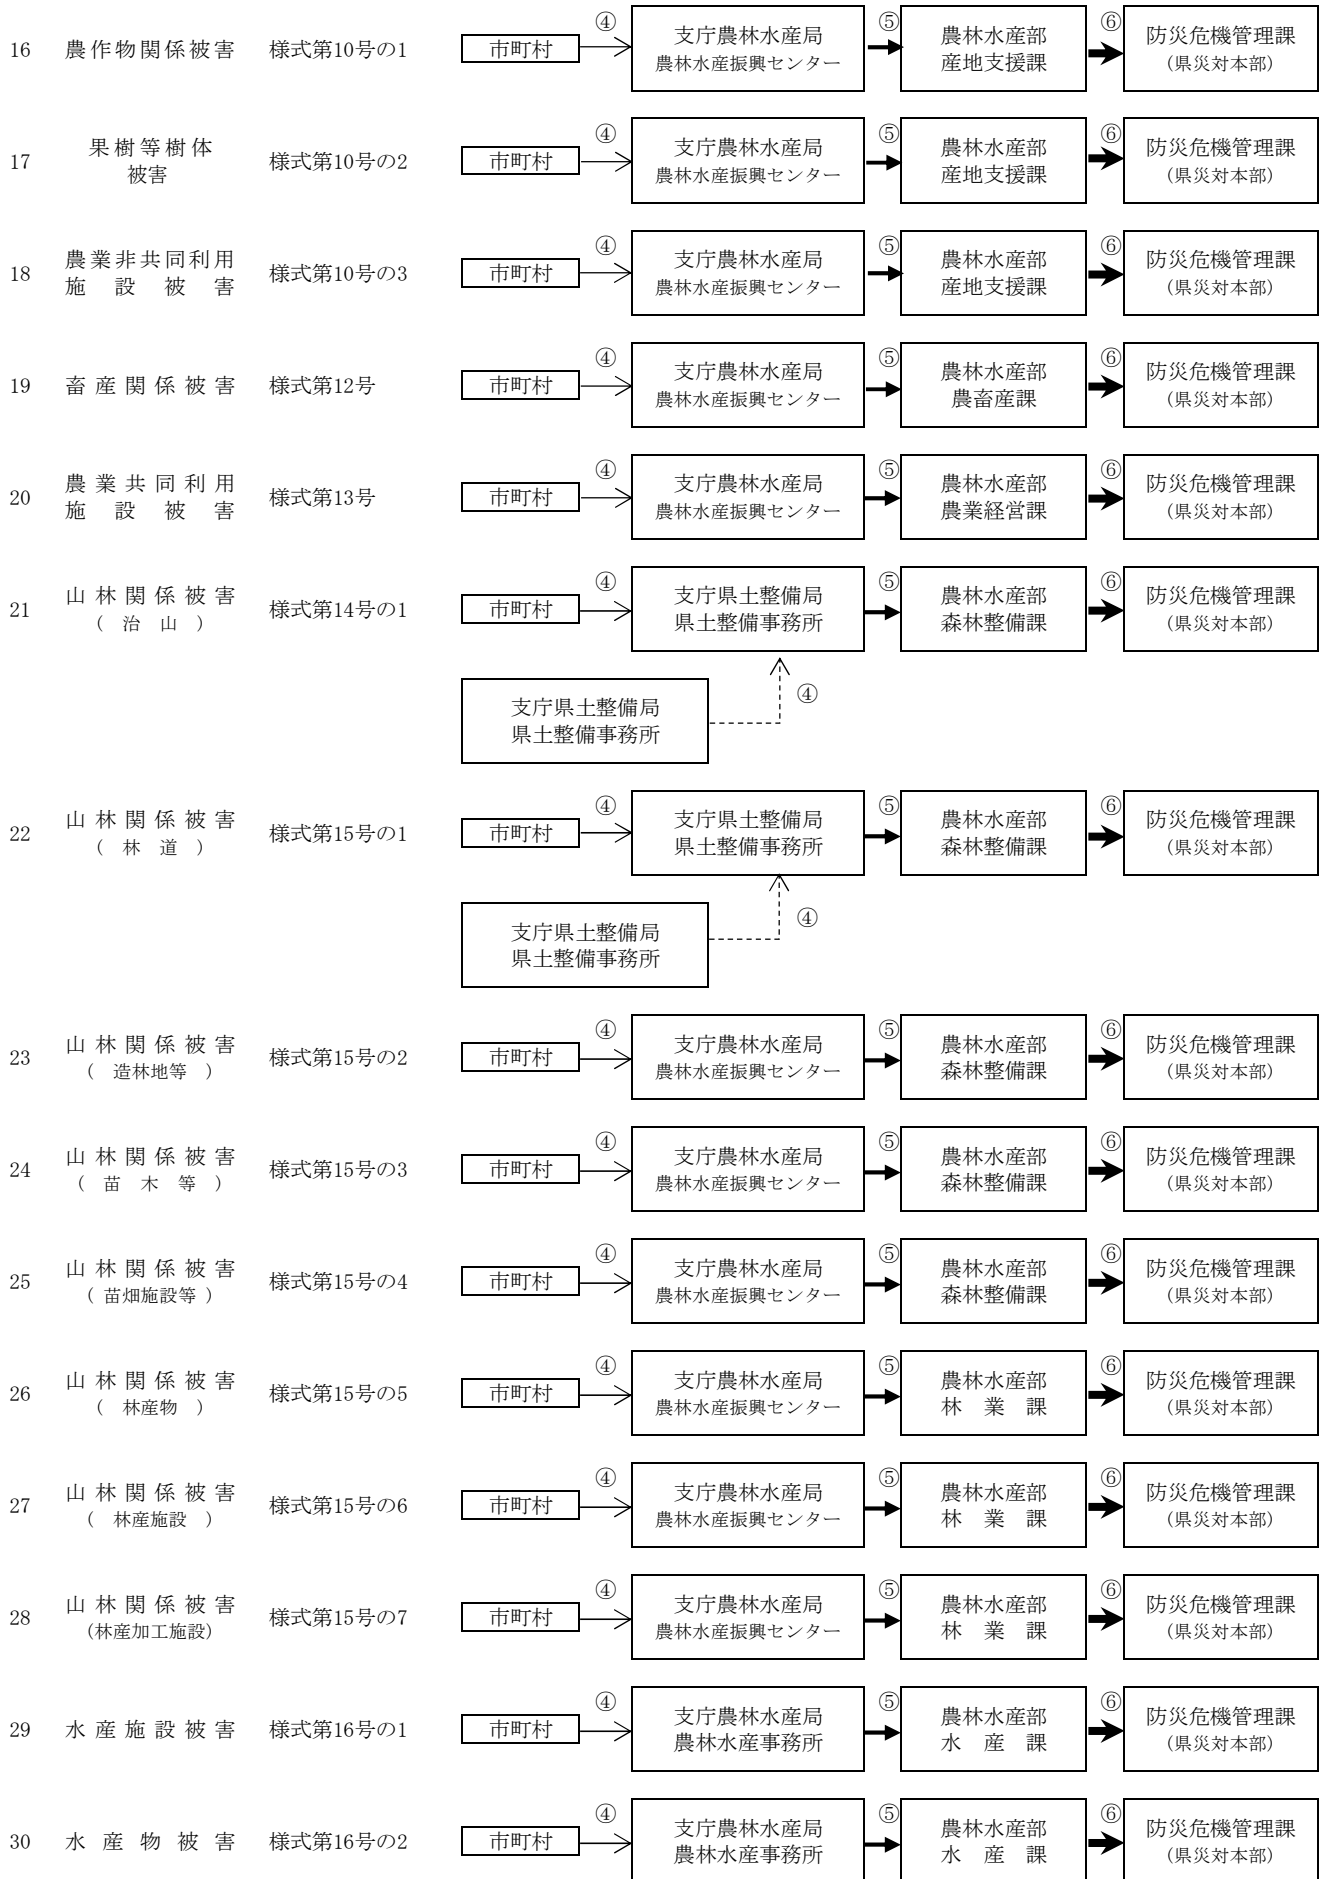 ④ ⑤ ⑥
16 農作物関係被害 様式第10号の1 市町村 支庁農林水産局 農林水産部 防災危機管理課
農林水産振興センター 産地支援課 (県災対本部)
④ ⑤ ⑥
17 果樹等樹体 様式第10号の2 市町村 支庁農林水産局 農林水産部 防災危機管理課
被害 農林水産振興センター 産地支援課 (県災対本部)
④ ⑤ ⑥
18 農業非共同利用 様式第10号の3 市町村 支庁農林水産局 農林水産部 防災危機管理課
施設被害 農林水産振興センター 産地支援課 (県災対本部)
④ ⑤ ⑥
19 畜産関係被害 様式第12号 市町村 支庁農林水産局 農林水産部 防災危機管理課
農林水産振興センター 農畜産課 (県災対本部)
④ ⑤ ⑥
20 農業共同利用 様式第13号 市町村 支庁農林水産局 農林水産部 防災危機管理課
施設被害 農林水産振興センター 農業経営課 (県災対本部)
④ ⑤ ⑥
21 山林関係被害 様式第14号の1 市町村 支庁県土整備局 農林水産部 防災危機管理課
( 治山 ) 県土整備事務所 森林整備課 (県災対本部)
④
支庁県土整備局
県土整備事務所
④ ⑤ ⑥
22 山林関係被害 様式第15号の1 市町村 支庁県土整備局 農林水産部 防災危機管理課
( 林道 ) 県土整備事務所 森林整備課 (県災対本部)
④
支庁県土整備局
県土整備事務所
④ ⑤ ⑥
23 山林関係被害 様式第15号の2 市町村 支庁農林水産局 農林水産部 防災危機管理課
( 造林地等 ) 農林水産振興センター 森林整備課 (県災対本部)
④ ⑤ ⑥
24 山林関係被害 様式第15号の3 市町村 支庁農林水産局 農林水産部 防災危機管理課
( 苗木等 ) 農林水産振興センター 森林整備課 (県災対本部)
④ ⑤ ⑥
25 山林関係被害 様式第15号の4 市町村 支庁農林水産局 農林水産部 防災危機管理課
( 苗畑施設等 ) 農林水産振興センター 森林整備課 (県災対本部)
④ ⑤ ⑥
26 山林関係被害 様式第15号の5 市町村 支庁農林水産局 農林水産部 防災危機管理課
( 林産物 ) 農林水産振興センター 林業課 (県災対本部)
④ ⑤ ⑥
27 山林関係被害 様式第15号の6 市町村 支庁農林水産局 農林水産部 防災危機管理課
( 林産施設 ) 農林水産振興センター 林業課 (県災対本部)
④ ⑤ ⑥
28 山林関係被害 様式第15号の7 市町村 支庁農林水産局 農林水産部 防災危機管理課
(林産加工施設) 農林水産振興センター 林業課 (県災対本部)
④ ⑤ ⑥
29 水産施設被害 様式第16号の1 市町村 支庁農林水産局 農林水産部 防災危機管理課
農林水産事務所 水産課 (県災対本部)
④ ⑤ ⑥
30 水産物被害 様式第16号の2 市町村 支庁農林水産局 農林水産部 防災危機管理課
農林水産事務所 水産課 (県災対本部)